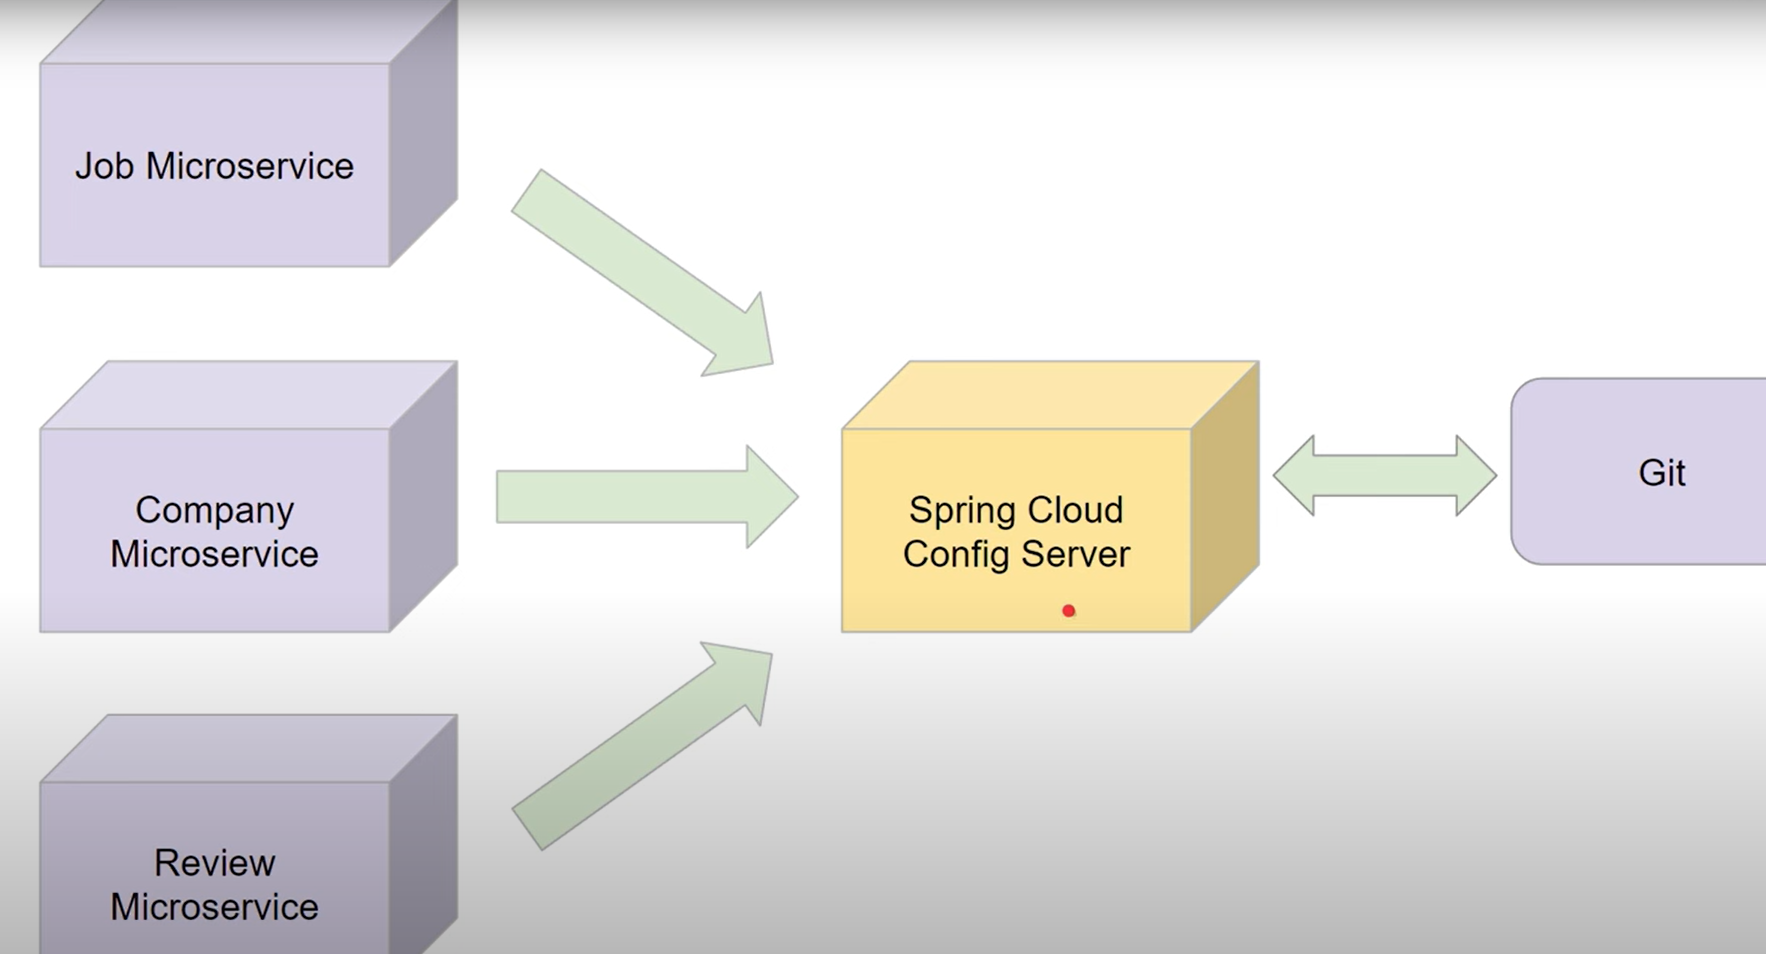 Job Microservice
Company
Microservice
Spring Cloud
Config Server
Git
Review
Microservice